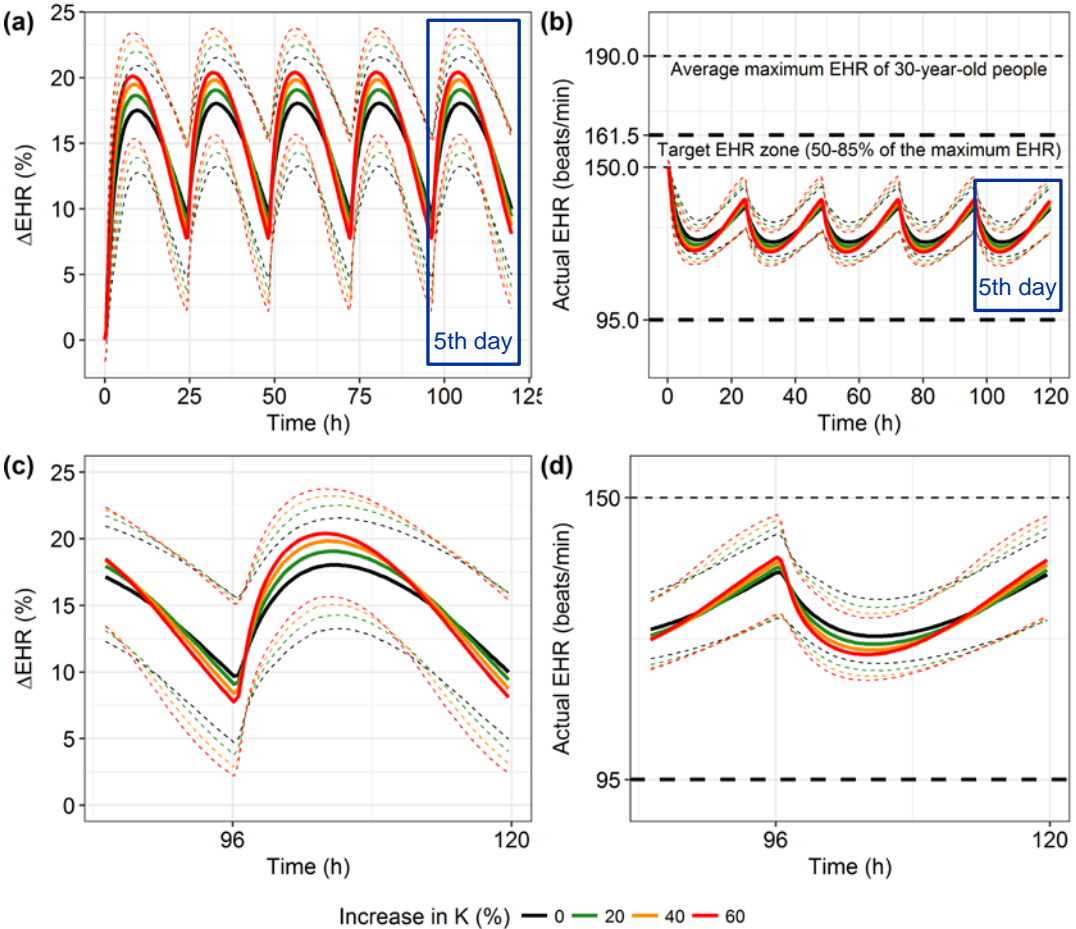 (a)
25
20
15
10
5
0
ΔEHR (%)
5th day
0 25 50 75 100 125
Time (h)
(b)
190.0
161.5
150.0
95.0
Actual EHR (beats/min)
Average maximum EHR of 30-year-old people
Target EHR zone (50-85% of the maximum EHR)
5th day
0 20 40 60 80 100 120
Time (h)
(c)
25
20
15
10
5
0
ΔEHR (%)
96 120
Time (h)
(d)
150
95
Actual EHR (beats/min)
96 120
Time (h)
Increase in K (%) 0 20 40 60